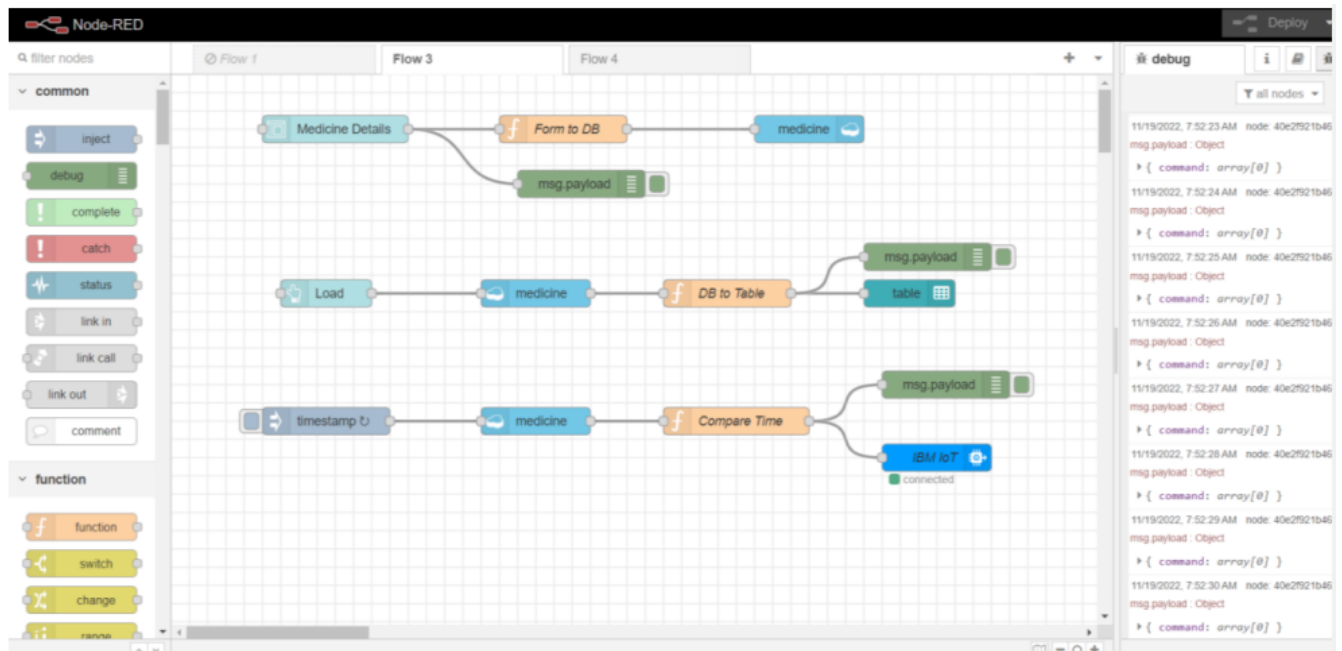 Node-RED
Deploy
filter nodes
Flow 1
Flow 3
Flow 4
debug
i
all nodes
common
inject
debug
complete
catch
status
link in
link call
link out
comment
function
function
switch
change
range
Medicine Details
Form to DB
medicine
msg.payload
msg.payload
Load
medicine
DB to Table
table
msg.payload
timestamp ↻
medicine
Compare Time
IBM IoT
connected
11/19/2022, 7:52:23 AM node: 40e2f921b46
msg.payload : Object
{ command: array[0] }
11/19/2022, 7:52:24 AM node: 40e2f921b46
msg.payload : Object
{ command: array[0] }
11/19/2022, 7:52:25 AM node: 40e2f921b46
msg.payload : Object
{ command: array[0] }
11/19/2022, 7:52:26 AM node: 40e2f921b46
msg.payload : Object
{ command: array[0] }
11/19/2022, 7:52:27 AM node: 40e2f921b46
msg.payload : Object
{ command: array[0] }
11/19/2022, 7:52:28 AM node: 40e2f921b46
msg.payload : Object
{ command: array[0] }
11/19/2022, 7:52:29 AM node: 40e2f921b46
msg.payload : Object
{ command: array[0] }
11/19/2022, 7:52:30 AM node: 40e2f921b46
msg.payload : Object
{ command: array[0] }